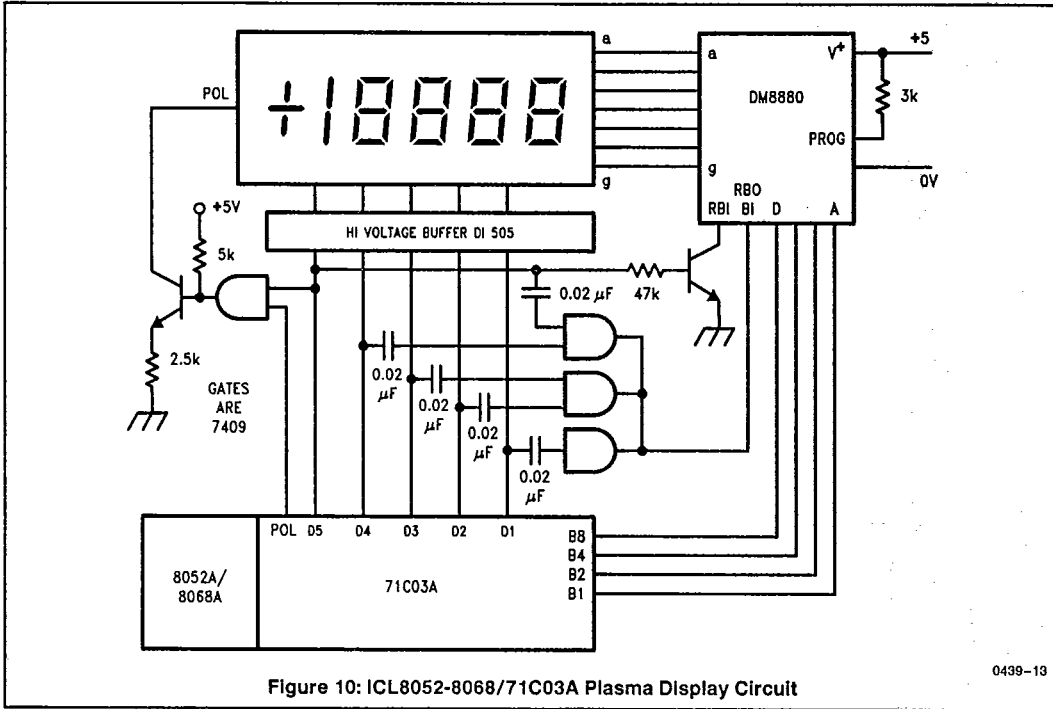 a
a
V+
+5
DM8880
POL
÷18888
3k
PROG
g
g
0V
RBO
RBI
BI
D
A
+5V
HI VOLTAGE BUFFER DI 505
5k
0.02 μF
47k
2.5k
0.02
μF
0.02
μF
0.02
μF
0.02
μF
GATES
ARE
7409
POL
D5
D4
D3
D2
D1
B8
B4
B2
B1
8052A/
8068A
71C03A
0439-13
Figure 10: ICL8052-8068/71C03A Plasma Display Circuit